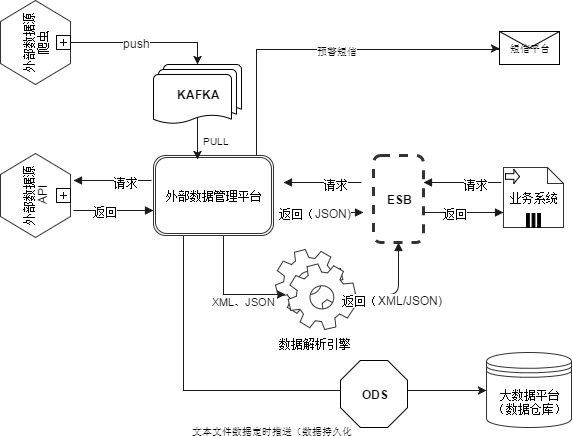 外部数据源
爬虫
push
预警短信
短信平台
KAFKA
PULL
外部数据源
API
请求
返回
外部数据管理平台
请求
返回（JSON）
ESB
请求
返回
业务系统
XML、JSON
返回（XML/JSON）
数据解析引擎
ODS
大数据平台
（数据仓库）
文本文件数据定时推送（数据持久化